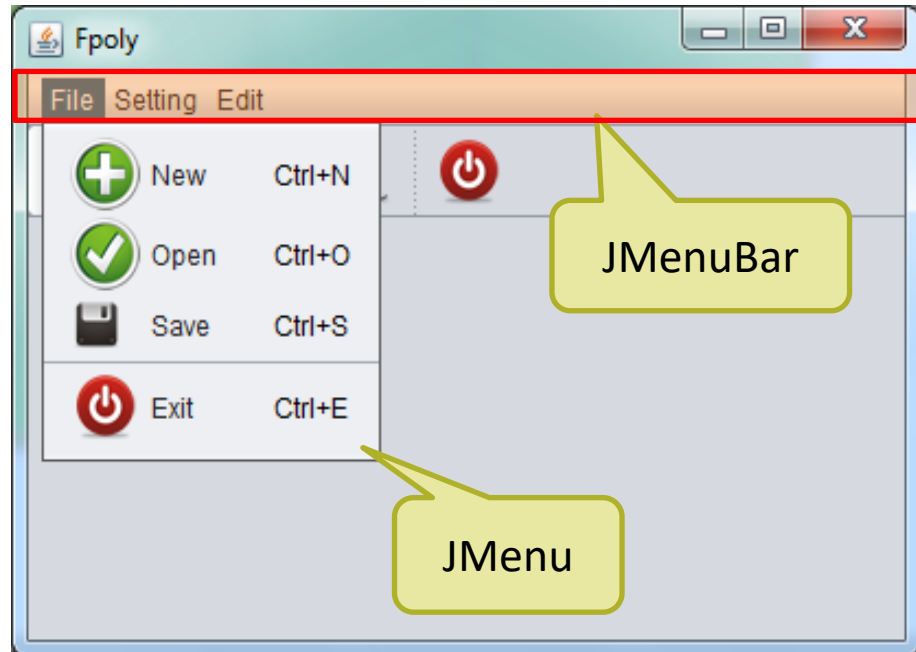 Fpoly
File Setting Edit
New Ctrl+N
Open Ctrl+O
Save Ctrl+S
Exit Ctrl+E
JMenuBar
JMenu